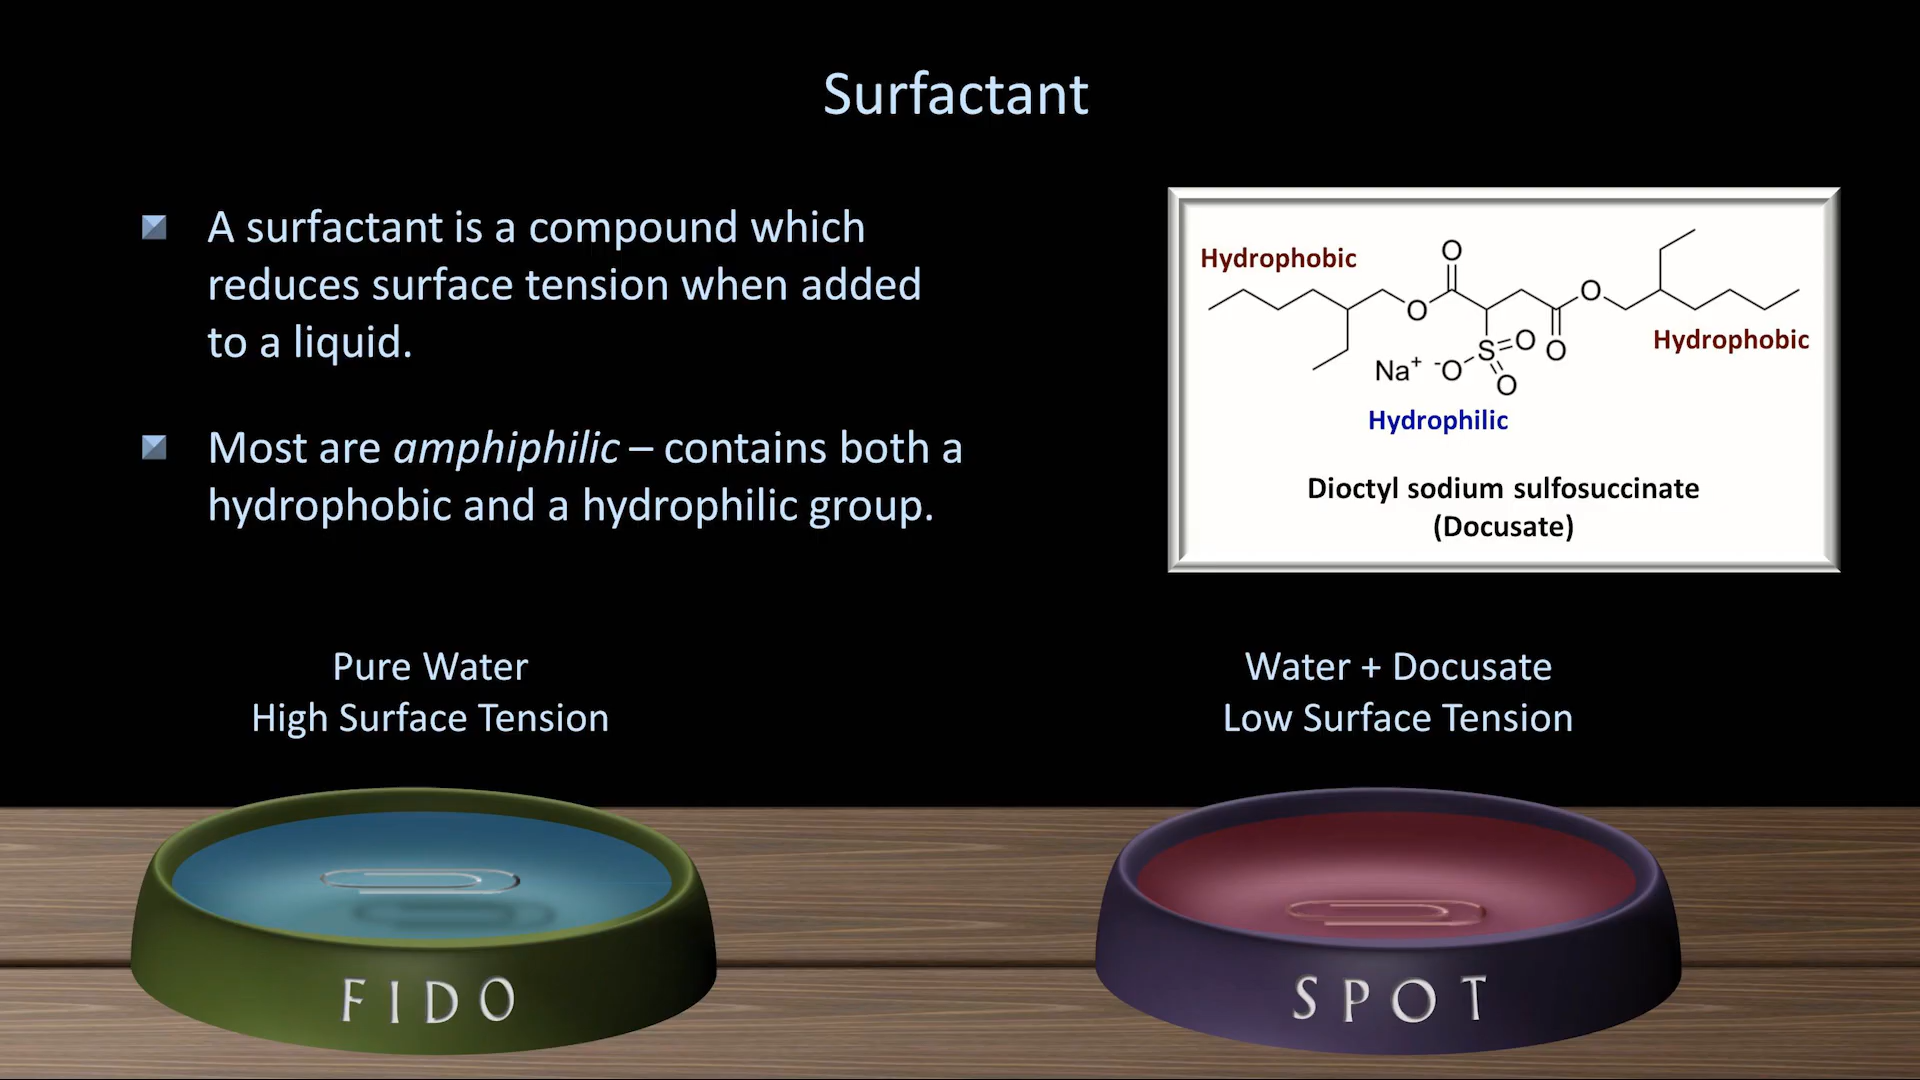 Surfactant
A surfactant is a compound which
reduces surface tension when added
to a liquid.
Most are amphiphilic – contains both a
hydrophobic and a hydrophilic group.
Hydrophobic
O
O
O
Hydrophobic
S=O
O
Na⁺ ⁻O
O
Hydrophilic
Dioctyl sodium sulfosuccinate
(Docusate)
Pure Water
High Surface Tension
Water + Docusate
Low Surface Tension
FIDO
SPOT